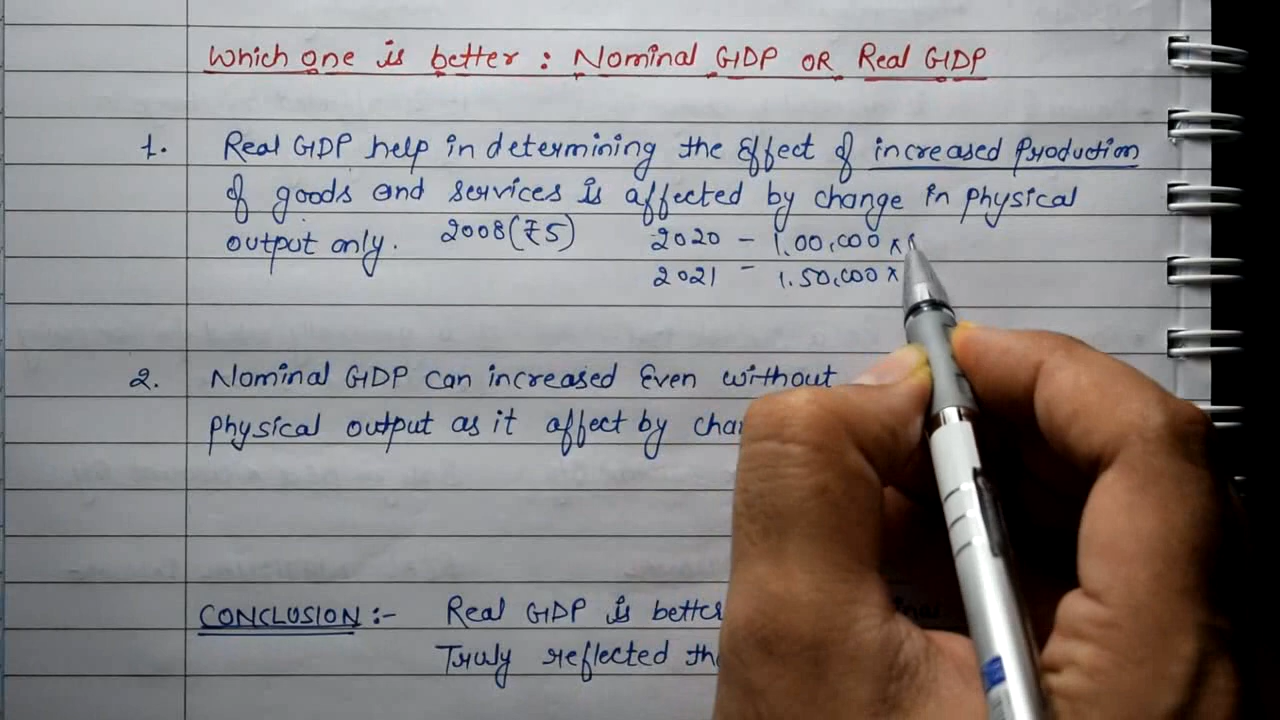 Which one is better : Nominal GDP OR Real GDP
1. Real GDP help in determining the Effect of increased production
of goods and services is affected by change in physical
output only. 2008(₹5) 2020 - 1,00,000 x
2021 - 1,50,000 x
2. Nominal GDP can increased Even without
physical output as it affect by
CONCLUSION :- Real GDP is better
Truly reflected